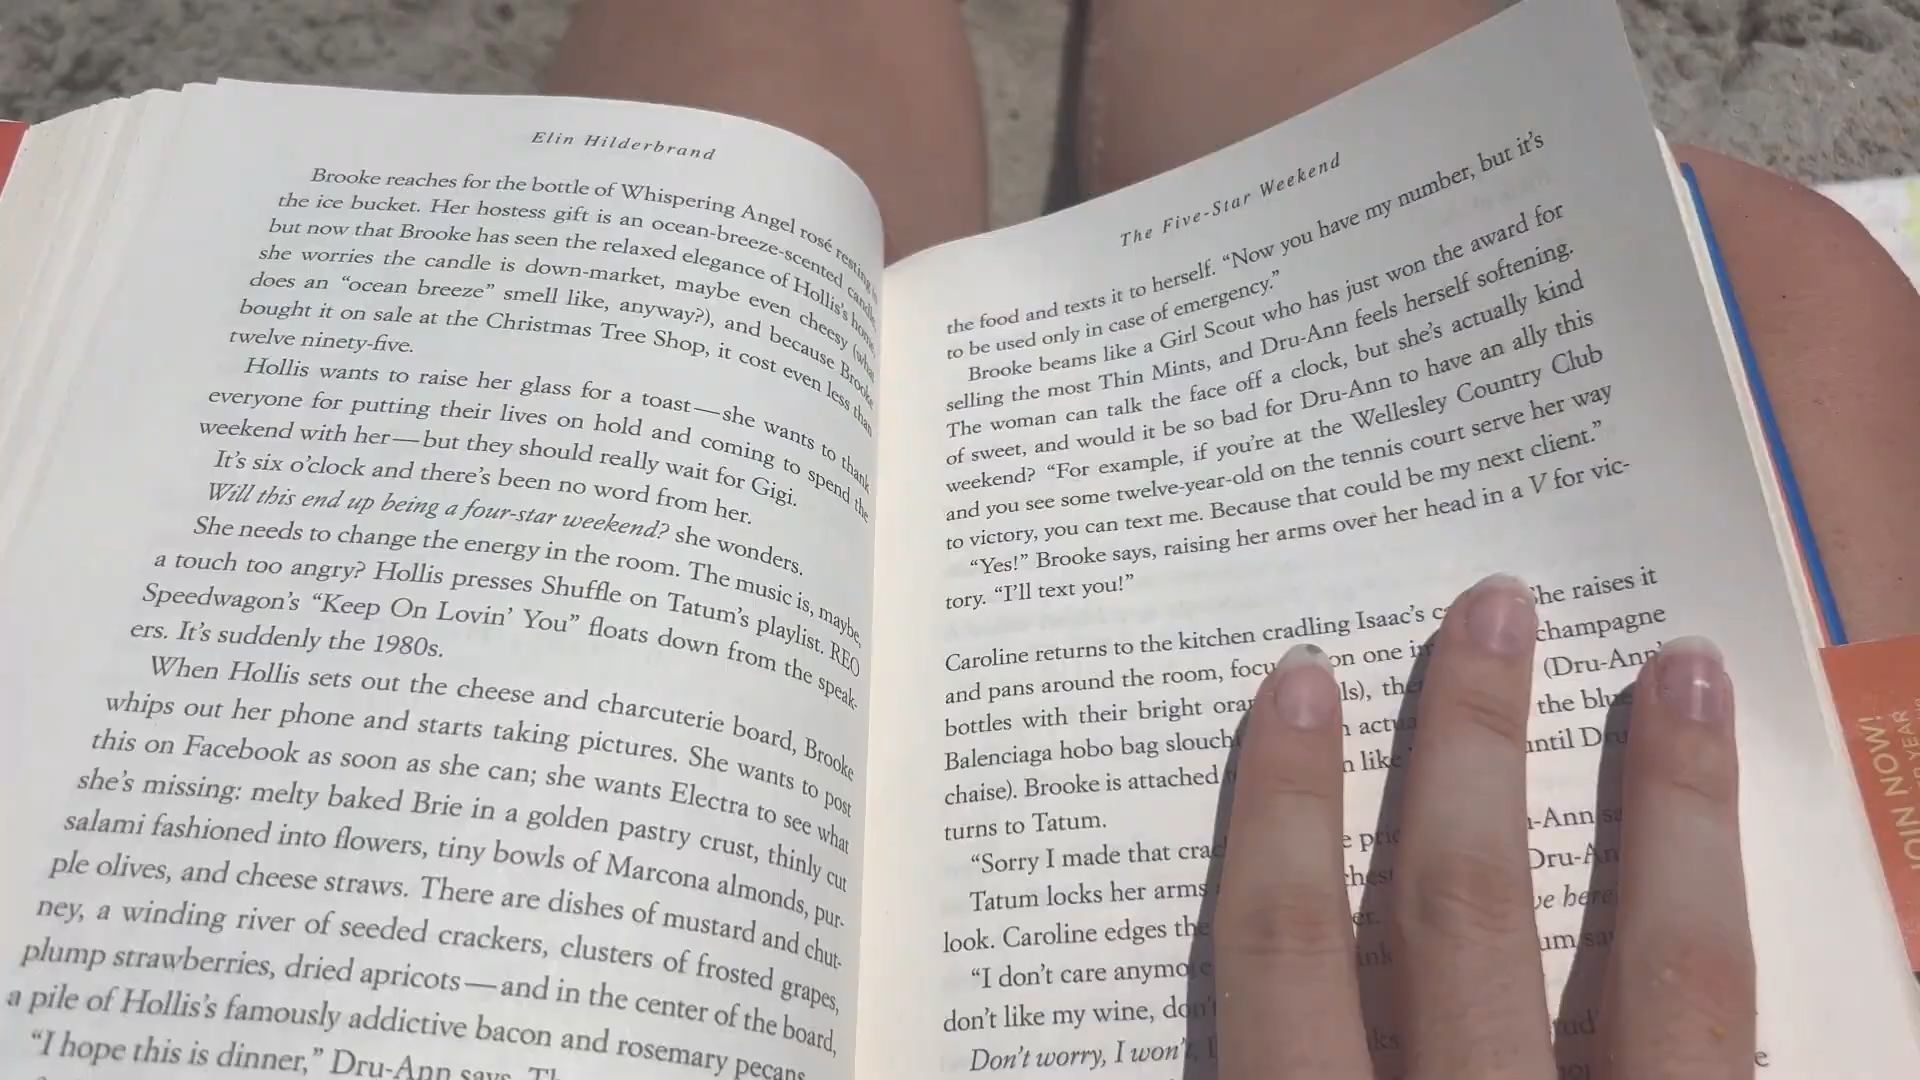 Elin Hilderbrand
Brooke reaches for the bottle of Whispering Angel rosé resting in
the ice bucket. Her hostess gift is an ocean-breeze-scented candle,
but now that Brooke has seen the relaxed elegance of Hollis's home,
she worries the candle is down-market, maybe even cheesy (what
does an “ocean breeze” smell like, anyway?), and because Brooke
bought it on sale at the Christmas Tree Shop, it cost even less than
twelve ninety-five.
Hollis wants to raise her glass for a toast—she wants to thank
everyone for putting their lives on hold and coming to spend the
weekend with her—but they should really wait for Gigi.
It's six o'clock and there's been no word from her.
Will this end up being a four-star weekend? she wonders.
She needs to change the energy in the room. The music is, maybe,
a touch too angry? Hollis presses Shuffle on Tatum's playlist. REO
Speedwagon's “Keep On Lovin' You” floats down from the speak-
ers. It's suddenly the 1980s.
When Hollis sets out the cheese and charcuterie board, Brooke
whips out her phone and starts taking pictures. She wants to post
this on Facebook as soon as she can; she wants Electra to see what
she's missing: melty baked Brie in a golden pastry crust, thinly cut
salami fashioned into flowers, tiny bowls of Marcona almonds, pur-
ple olives, and cheese straws. There are dishes of mustard and chut-
ney, a winding river of seeded crackers, clusters of frosted grapes,
plump strawberries, dried apricots—and in the center of the board,
a pile of Hollis's famously addictive bacon and rosemary pecans.
“I hope this is dinner,” Dru-Ann says.
The Five-Star Weekend
the food and texts it to herself. “Now you have my number, but it's
to be used only in case of emergency.”
Brooke beams like a Girl Scout who has just won the award for
selling the most Thin Mints, and Dru-Ann feels herself softening.
The woman can talk the face off a clock, but she's actually kind
of sweet, and would it be so bad for Dru-Ann to have an ally this
weekend? “For example, if you're at the Wellesley Country Club
and you see some twelve-year-old on the tennis court serve her way
to victory, you can text me. Because that could be my next client.”
“Yes!” Brooke says, raising her arms over her head in a V for vic-
tory. “I'll text you!”
Caroline returns to the kitchen cradling Isaac's She raises it
and pans around the room, on one champagne
bottles with their bright (Dru-Ann's
Balenciaga hobo bag the blue
chaise). Brooke is attached like until
turns to Tatum.
“Sorry I made that
Tatum locks her arms
look. Caroline edges the
“I don't care anymore
don't like my wine,
Don't worry, I won't
JOIN NOW!
YEAR